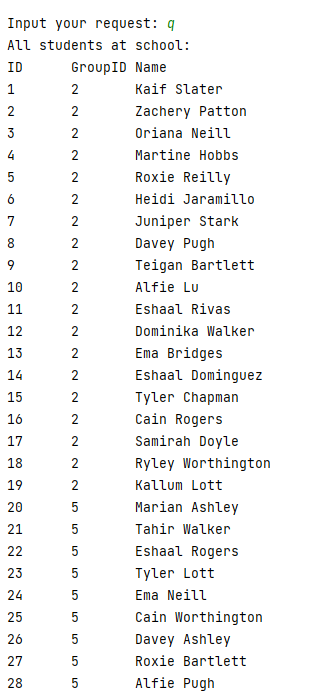 Input your request: q
All students at school:
ID GroupID Name
1 2 Kaif Slater
2 2 Zachery Patton
3 2 Oriana Neill
4 2 Martine Hobbs
5 2 Roxie Reilly
6 2 Heidi Jaramillo
7 2 Juniper Stark
8 2 Davey Pugh
9 2 Teigan Bartlett
10 2 Alfie Lu
11 2 Eshaal Rivas
12 2 Dominika Walker
13 2 Ema Bridges
14 2 Eshaal Dominguez
15 2 Tyler Chapman
16 2 Cain Rogers
17 2 Samirah Doyle
18 2 Ryley Worthington
19 2 Kallum Lott
20 5 Marian Ashley
21 5 Tahir Walker
22 5 Eshaal Rogers
23 5 Tyler Lott
24 5 Ema Neill
25 5 Cain Worthington
26 5 Davey Ashley
27 5 Roxie Bartlett
28 5 Alfie Pugh